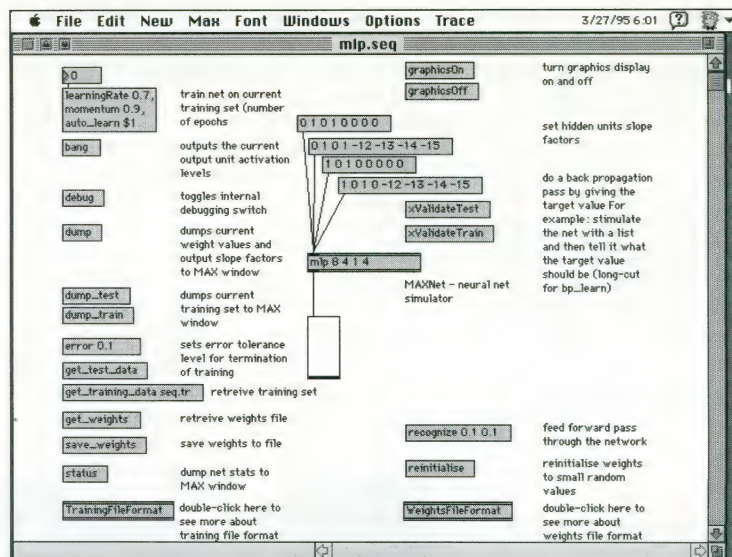 File Edit New Max Font Windows Options Trace 3/27/95 6:01
mlp.seq
0
learningRate 0.7,
momentum 0.9,
auto_learn $1
train net on current
training set (number
of epochs
bang
outputs the current
output unit activation
levels
debug
toggles internal
debugging switch
dump
dumps current
weight values and
output slope factors
to MAX window
dump_test
dump_train
dumps current
training set to MAX
window
error 0.1
get_test_data
sets error tolerance
level for termination
of training
get_training_data seq.tr
retreive training set
get_weights
retreive weights file
save_weights
save weights to file
status
dump net stats to
MAX window
TrainingFileFormat
double-click here to
see more about
training file format
0 1 0 1 0 0 0 0
0 1 0 1 -12 -13 -14 -15
1 0 1 0 0 0 0 0
1 0 1 0 -12 -13 -14 -15
mlp 8 4 1 4
graphicsOn
graphicsOff
turn graphics display
on and off
set hidden units slope
factors
xValidateTest
xValidateTrain
do a back propagation
pass by giving the
target value For
example: stimulate
the net with a list
and then tell it what
the target value
should be (long-cut
for bp_learn)
MAXNet - neural net
simulator
recognize 0.1 0.1
feed forward pass
through the network
reinitialise
reinitialise weights
to small random
values
WeightsFileFormat
double-click here to
see more about
weights file format